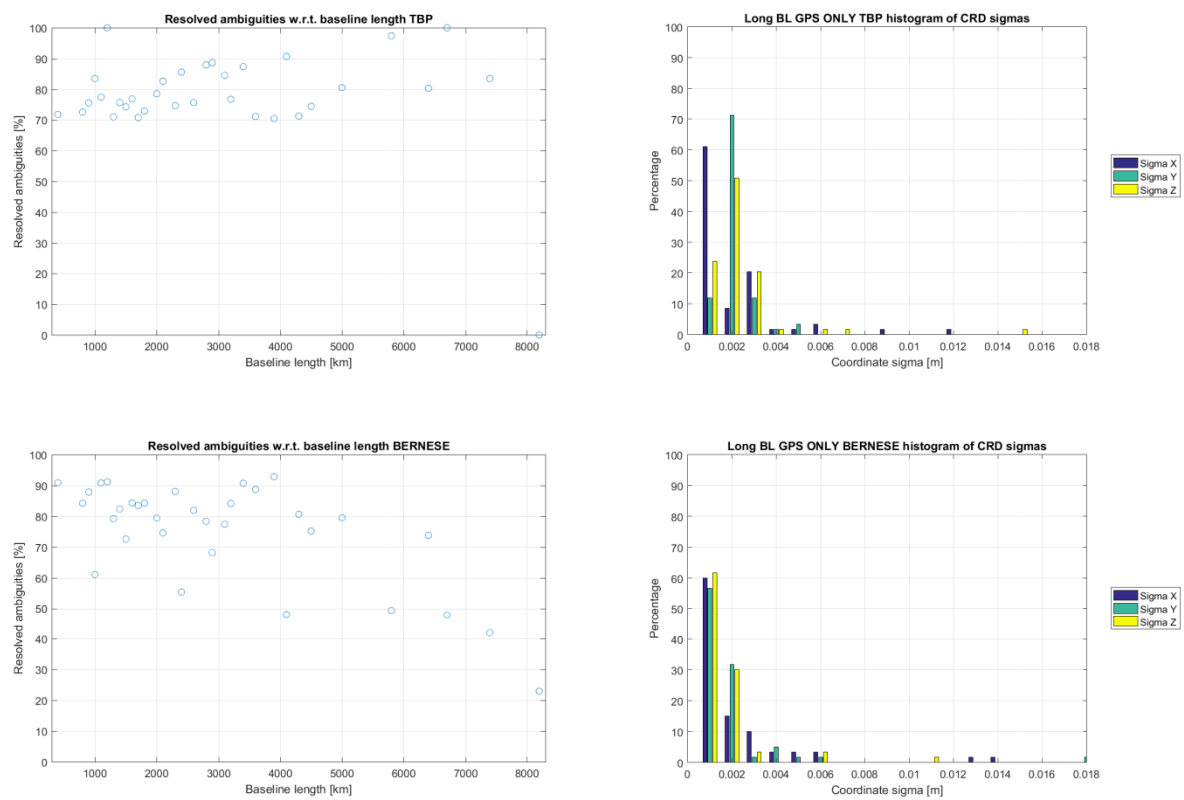 Resolved ambiguities w.r.t. baseline length TBP
100
90
80
70
60
50
40
30
20
10
0
Resolved ambiguities [%]
1000 2000 3000 4000 5000 6000 7000 8000
Baseline length [km]
Long BL GPS ONLY TBP histogram of CRD sigmas
100
90
80
70
60
50
40
30
20
10
0
Percentage
0 0.002 0.004 0.006 0.008 0.01 0.012 0.014 0.016 0.018
Coordinate sigma [m]
Sigma X
Sigma Y
Sigma Z
Resolved ambiguities w.r.t. baseline length BERNESE
100
90
80
70
60
50
40
30
20
10
0
Resolved ambiguities [%]
1000 2000 3000 4000 5000 6000 7000 8000
Baseline length [km]
Long BL GPS ONLY BERNESE histogram of CRD sigmas
100
90
80
70
60
50
40
30
20
10
0
Percentage
0 0.002 0.004 0.006 0.008 0.01 0.012 0.014 0.016 0.018
Coordinate sigma [m]
Sigma X
Sigma Y
Sigma Z